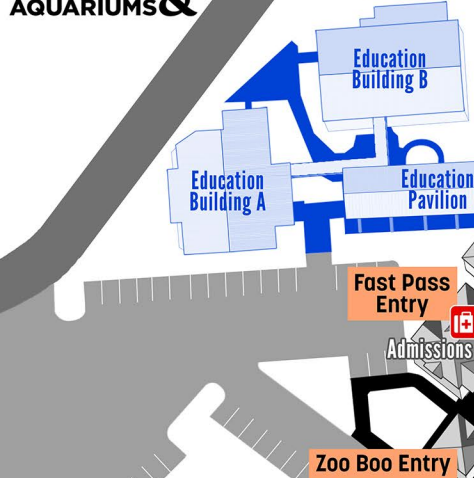 AQUARIUMS&
Education
Building B
Education
Building A
Education
Pavilion
Fast Pass
Entry
Admissions
Zoo Boo Entry